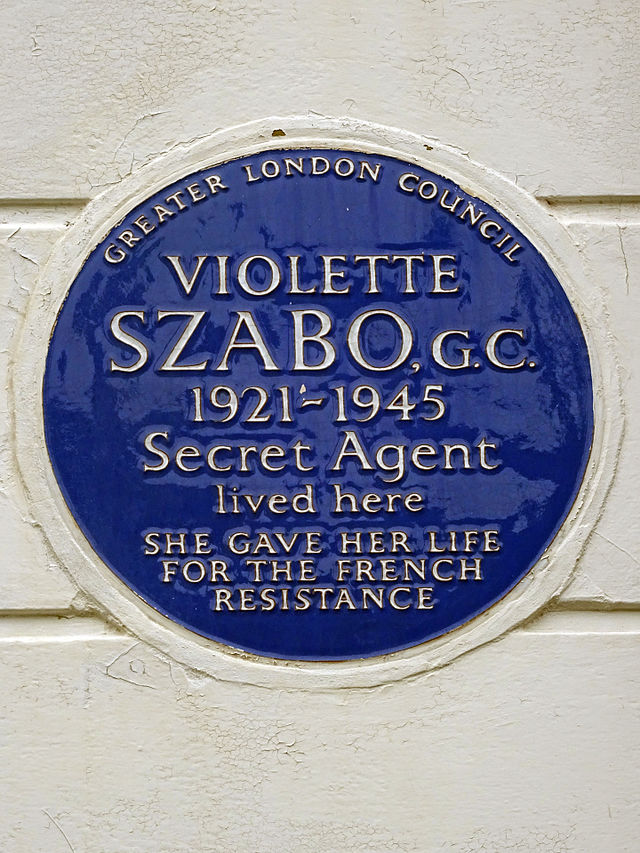 GREATER LONDON COUNCIL
VIOLETTE
SZABO, G.C.
1921-1945
Secret Agent
lived here
SHE GAVE HER LIFE
FOR THE FRENCH
RESISTANCE